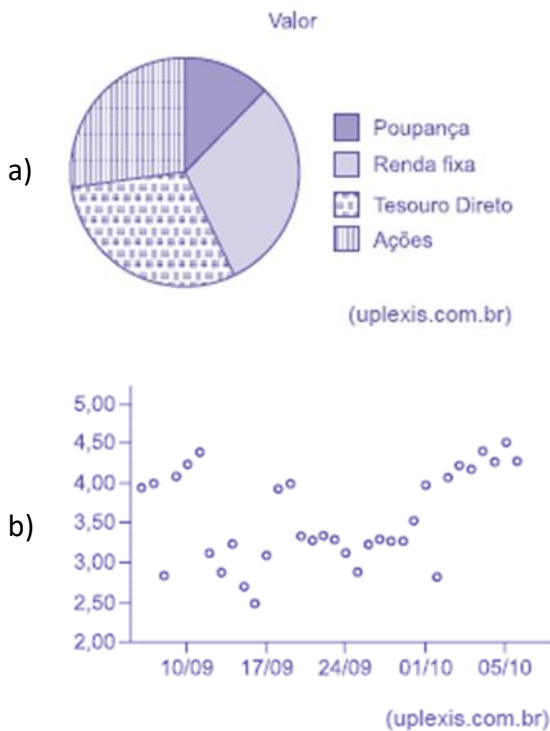 Valor
a)
Poupança
Renda fixa
Tesouro Direto
Ações
(uplexis.com.br)
b)
5,00
4,50
4,00
3,50
3,00
2,50
2,00
10/09 17/09 24/09 01/10 05/10
(uplexis.com.br)